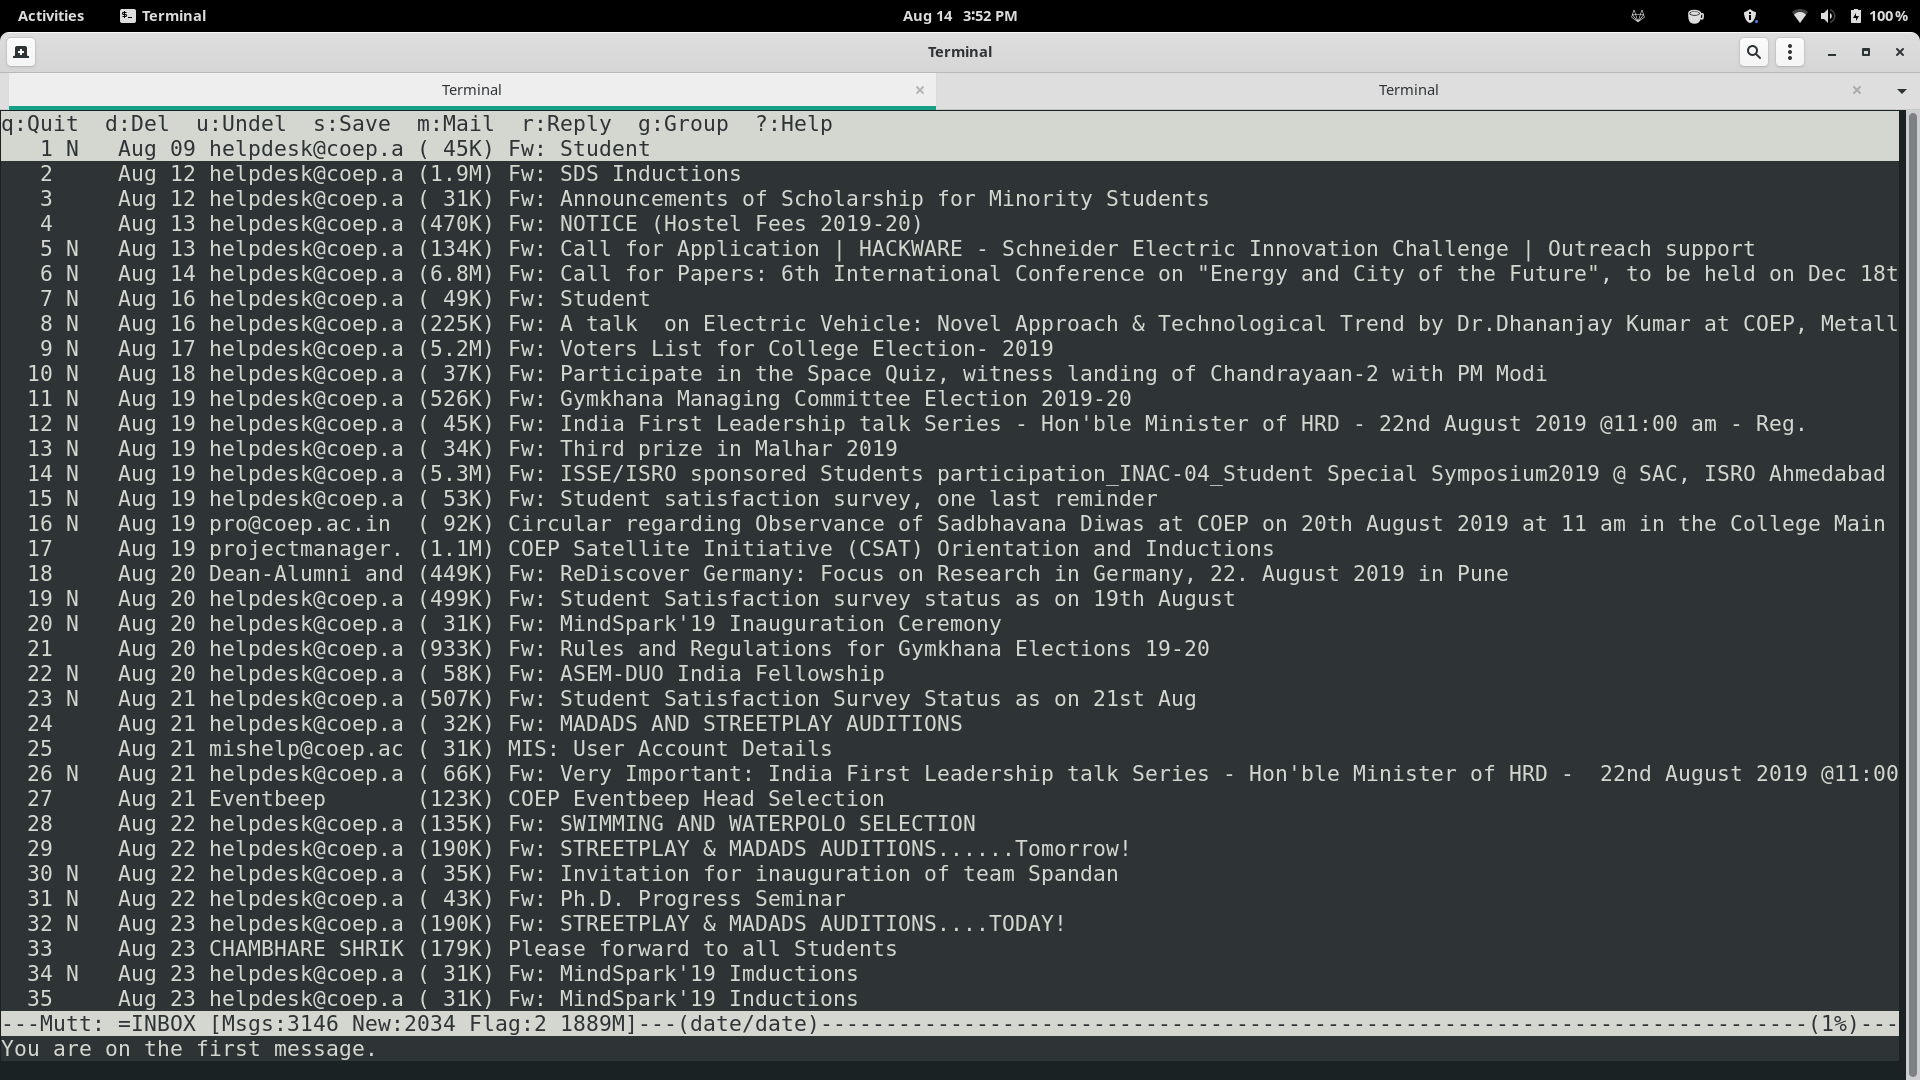 Activities Terminal Aug 14 3:52 PM 100%
Terminal
Terminal Terminal
q:Quit  d:Del  u:Undel  s:Save  m:Mail  r:Reply  g:Group  ?:Help
1 N   Aug 09 helpdesk@coep.a ( 45K) Fw: Student
2     Aug 12 helpdesk@coep.a (1.9M) Fw: SDS Inductions
3     Aug 12 helpdesk@coep.a ( 31K) Fw: Announcements of Scholarship for Minority Students
4     Aug 13 helpdesk@coep.a (470K) Fw: NOTICE (Hostel Fees 2019-20)
5 N   Aug 13 helpdesk@coep.a (134K) Fw: Call for Application | HACKWARE - Schneider Electric Innovation Challenge | Outreach support
6 N   Aug 14 helpdesk@coep.a (6.8M) Fw: Call for Papers: 6th International Conference on "Energy and City of the Future", to be held on Dec 18t
7 N   Aug 16 helpdesk@coep.a ( 49K) Fw: Student
8 N   Aug 16 helpdesk@coep.a (225K) Fw: A talk  on Electric Vehicle: Novel Approach & Technological Trend by Dr.Dhananjay Kumar at COEP, Metall
9 N   Aug 17 helpdesk@coep.a (5.2M) Fw: Voters List for College Election- 2019
10 N   Aug 18 helpdesk@coep.a ( 37K) Fw: Participate in the Space Quiz, witness landing of Chandrayaan-2 with PM Modi
11 N   Aug 19 helpdesk@coep.a (526K) Fw: Gymkhana Managing Committee Election 2019-20
12 N   Aug 19 helpdesk@coep.a ( 45K) Fw: India First Leadership talk Series - Hon'ble Minister of HRD - 22nd August 2019 @11:00 am - Reg.
13 N   Aug 19 helpdesk@coep.a ( 34K) Fw: Third prize in Malhar 2019
14 N   Aug 19 helpdesk@coep.a (5.3M) Fw: ISSE/ISRO sponsored Students participation_INAC-04_Student Special Symposium2019 @ SAC, ISRO Ahmedabad
15 N   Aug 19 helpdesk@coep.a ( 53K) Fw: Student satisfaction survey, one last reminder
16 N   Aug 19 pro@coep.ac.in  ( 92K) Circular regarding Observance of Sadbhavana Diwas at COEP on 20th August 2019 at 11 am in the College Main
17     Aug 19 projectmanager. (1.1M) COEP Satellite Initiative (CSAT) Orientation and Inductions
18     Aug 20 Dean-Alumni and (449K) Fw: ReDiscover Germany: Focus on Research in Germany, 22. August 2019 in Pune
19 N   Aug 20 helpdesk@coep.a (499K) Fw: Student Satisfaction survey status as on 19th August
20 N   Aug 20 helpdesk@coep.a ( 31K) Fw: MindSpark'19 Inauguration Ceremony
21     Aug 20 helpdesk@coep.a (933K) Fw: Rules and Regulations for Gymkhana Elections 19-20
22 N   Aug 20 helpdesk@coep.a ( 58K) Fw: ASEM-DUO India Fellowship
23 N   Aug 21 helpdesk@coep.a (507K) Fw: Student Satisfaction Survey Status as on 21st Aug
24     Aug 21 helpdesk@coep.a ( 32K) Fw: MADADS AND STREETPLAY AUDITIONS
25     Aug 21 mishelp@coep.ac ( 31K) MIS: User Account Details
26 N   Aug 21 helpdesk@coep.a ( 66K) Fw: Very Important: India First Leadership talk Series - Hon'ble Minister of HRD -  22nd August 2019 @11:00
27     Aug 21 Eventbeep       (123K) COEP Eventbeep Head Selection
28     Aug 22 helpdesk@coep.a (135K) Fw: SWIMMING AND WATERPOLO SELECTION
29     Aug 22 helpdesk@coep.a (190K) Fw: STREETPLAY & MADADS AUDITIONS......Tomorrow!
30 N   Aug 22 helpdesk@coep.a ( 35K) Fw: Invitation for inauguration of team Spandan
31 N   Aug 22 helpdesk@coep.a ( 43K) Fw: Ph.D. Progress Seminar
32 N   Aug 23 helpdesk@coep.a (190K) Fw: STREETPLAY & MADADS AUDITIONS....TODAY!
33     Aug 23 CHAMBHARE SHRIK (179K) Please forward to all Students
34 N   Aug 23 helpdesk@coep.a ( 31K) Fw: MindSpark'19 Imductions
35     Aug 23 helpdesk@coep.a ( 31K) Fw: MindSpark'19 Inductions
---Mutt: =INBOX [Msgs:3146 New:2034 Flag:2 1889M]---(date/date)----------------------------------------------------------------------------(1%)---
You are on the first message.